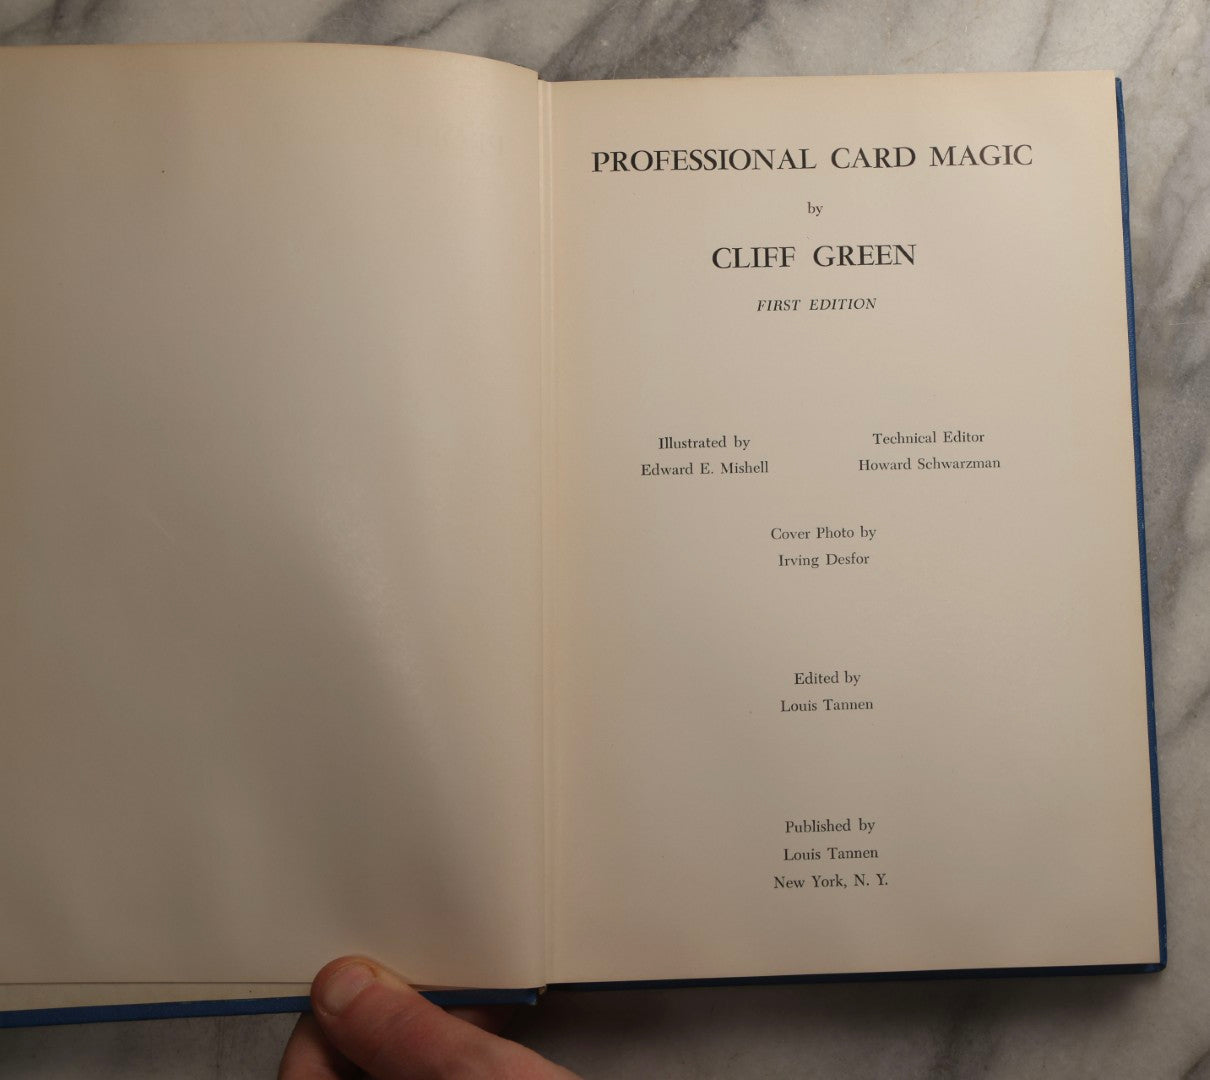 PROFESSIONAL CARD MAGIC
by
CLIFF GREEN
FIRST EDITION
Illustrated by
Edward E. Mishell
Technical Editor
Howard Schwarzman
Cover Photo by
Irving Desfor
Edited by
Louis Tannen
Published by
Louis Tannen
New York, N. Y.